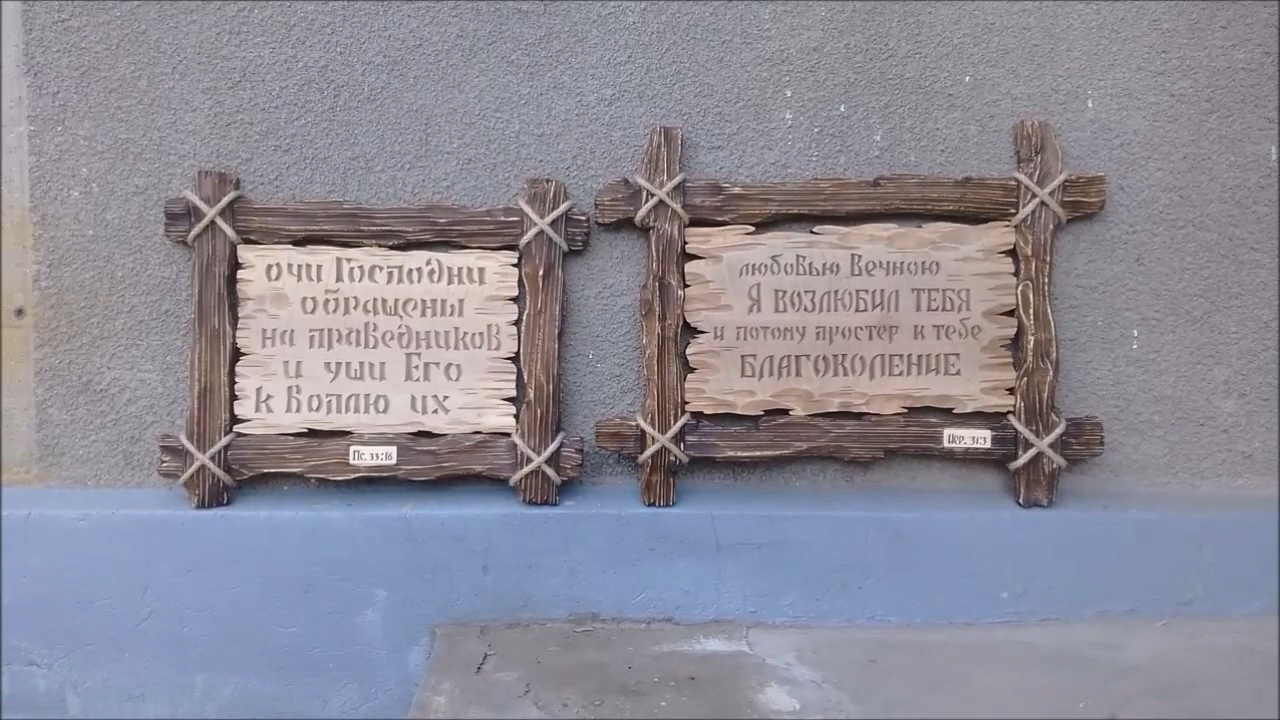 очи Господни
обращены
на праведников
и уши Его
к воплю их
Пс. 33:16
любовью Вечною
Я ВОЗЛЮБИЛ ТЕБЯ
и потому простер к тебе
БЛАГОКОЛЕНИЕ
Иер. 31:3